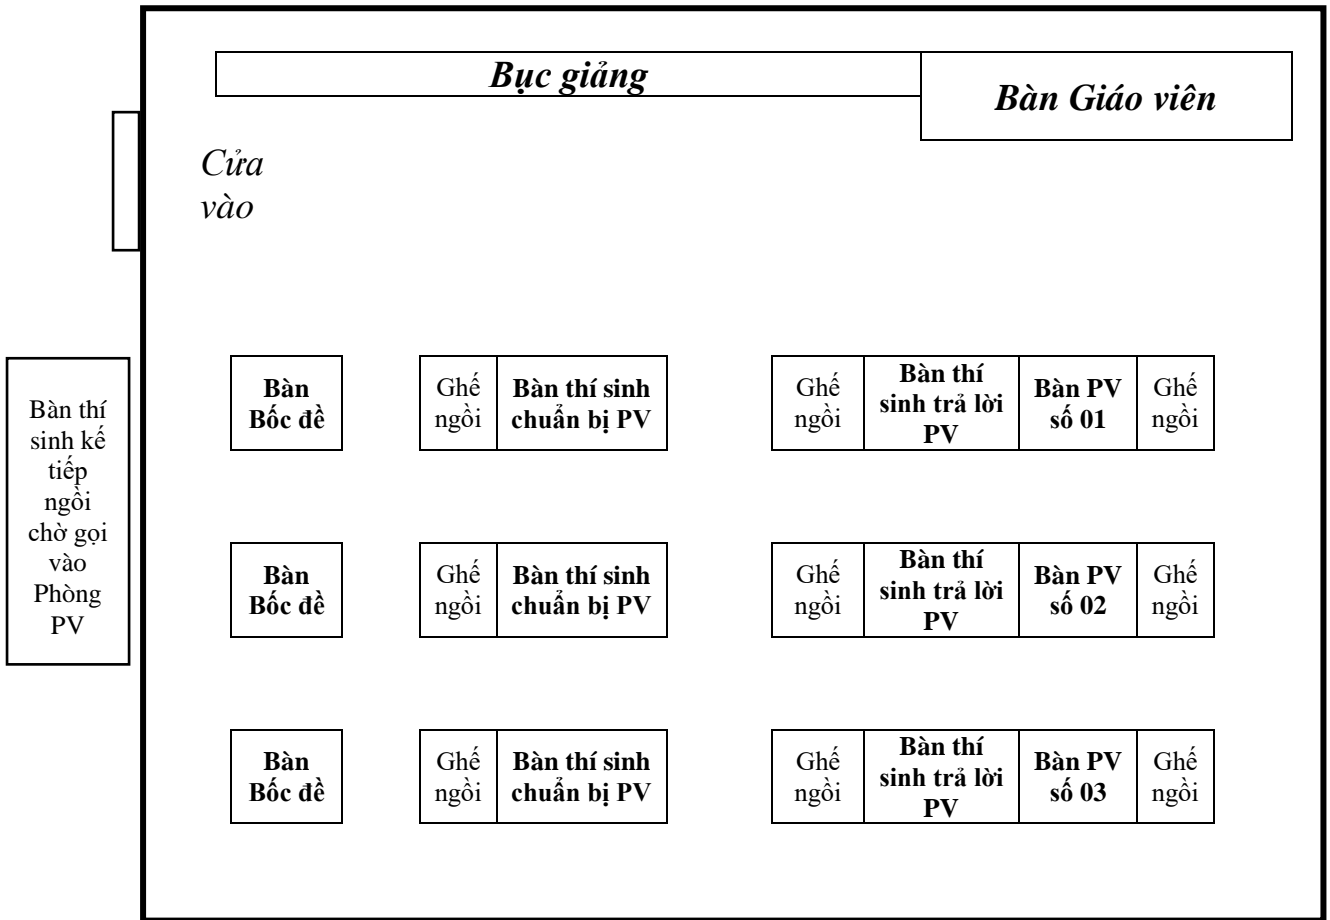 Bục giảng
Bàn Giáo viên
Cửa
vào
Bàn thí
sinh kế
tiếp
ngồi
chờ gọi
vào
Phòng
PV
Bàn
Bốc đề
Ghế
ngồi
Bàn thí sinh
chuẩn bị PV
Ghế
ngồi
Bàn thí
sinh trả lời
PV
Bàn PV
số 01
Ghế
ngồi
Bàn
Bốc đề
Ghế
ngồi
Bàn thí sinh
chuẩn bị PV
Ghế
ngồi
Bàn thí
sinh trả lời
PV
Bàn PV
số 02
Ghế
ngồi
Bàn
Bốc đề
Ghế
ngồi
Bàn thí sinh
chuẩn bị PV
Ghế
ngồi
Bàn thí
sinh trả lời
PV
Bàn PV
số 03
Ghế
ngồi